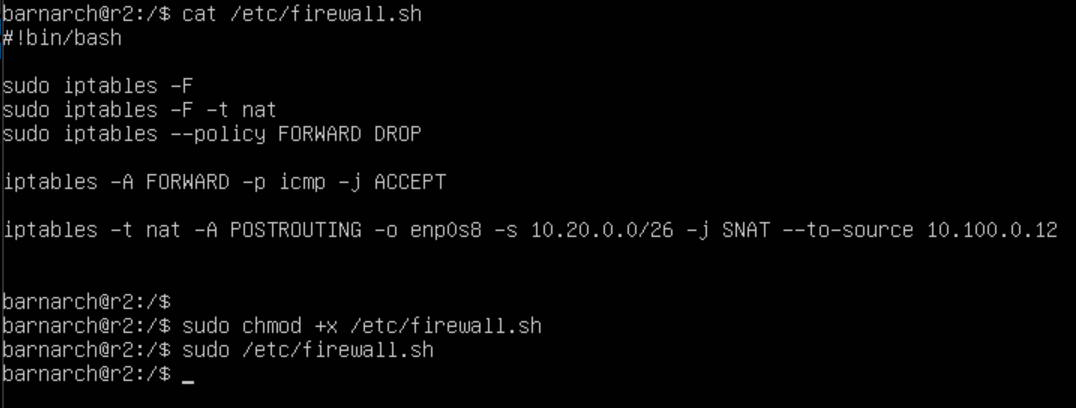 barnarch@r2:/$ cat /etc/firewall.sh
#!bin/bash
sudo iptables -F
sudo iptables -F -t nat
sudo iptables --policy FORWARD DROP
iptables -A FORWARD -p icmp -j ACCEPT
iptables -t nat -A POSTROUTING -o enp0s8 -s 10.20.0.0/26 -j SNAT --to-source 10.100.0.12
barnarch@r2:/$
barnarch@r2:/$ sudo chmod +x /etc/firewall.sh
barnarch@r2:/$ sudo /etc/firewall.sh
barnarch@r2:/$ _